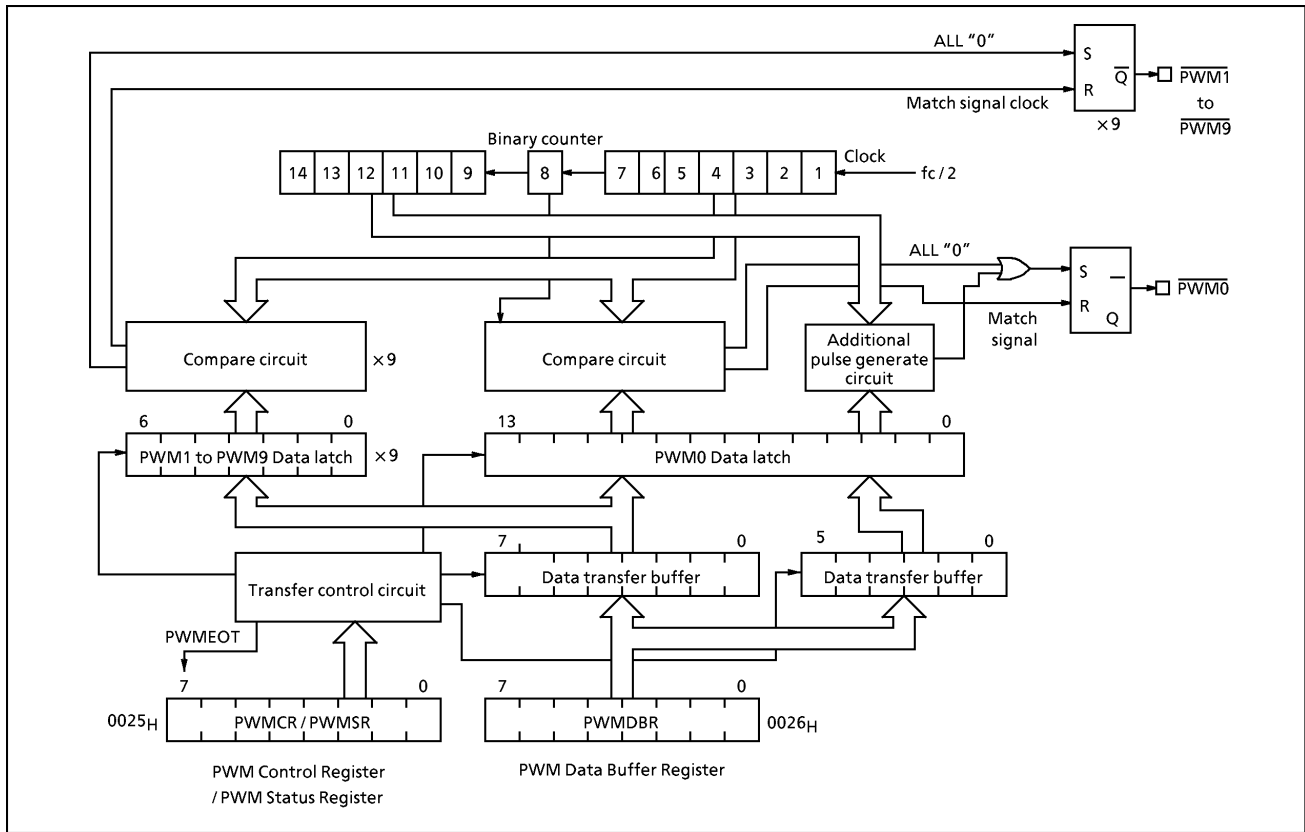 ALL "0"
S
Q
PWM1
R
Match signal clock
to
×9
PWM9
Binary counter
Clock
14 13 12 11 10 9 8 7 6 5 4 3 2 1
fc / 2
ALL "0"
S
PWM0
R
Q
Match
signal
Compare circuit
×9
Compare circuit
Additional
pulse generate
circuit
6 0
13 0
PWM1 to PWM9 Data latch
×9
PWM0 Data latch
7 0
5 0
Transfer control circuit
Data transfer buffer
Data transfer buffer
PWMEOT
7 0
7 0
0025H
PWMCR / PWMSR
PWMDBR
0026H
PWM Control Register
/ PWM Status Register
PWM Data Buffer Register